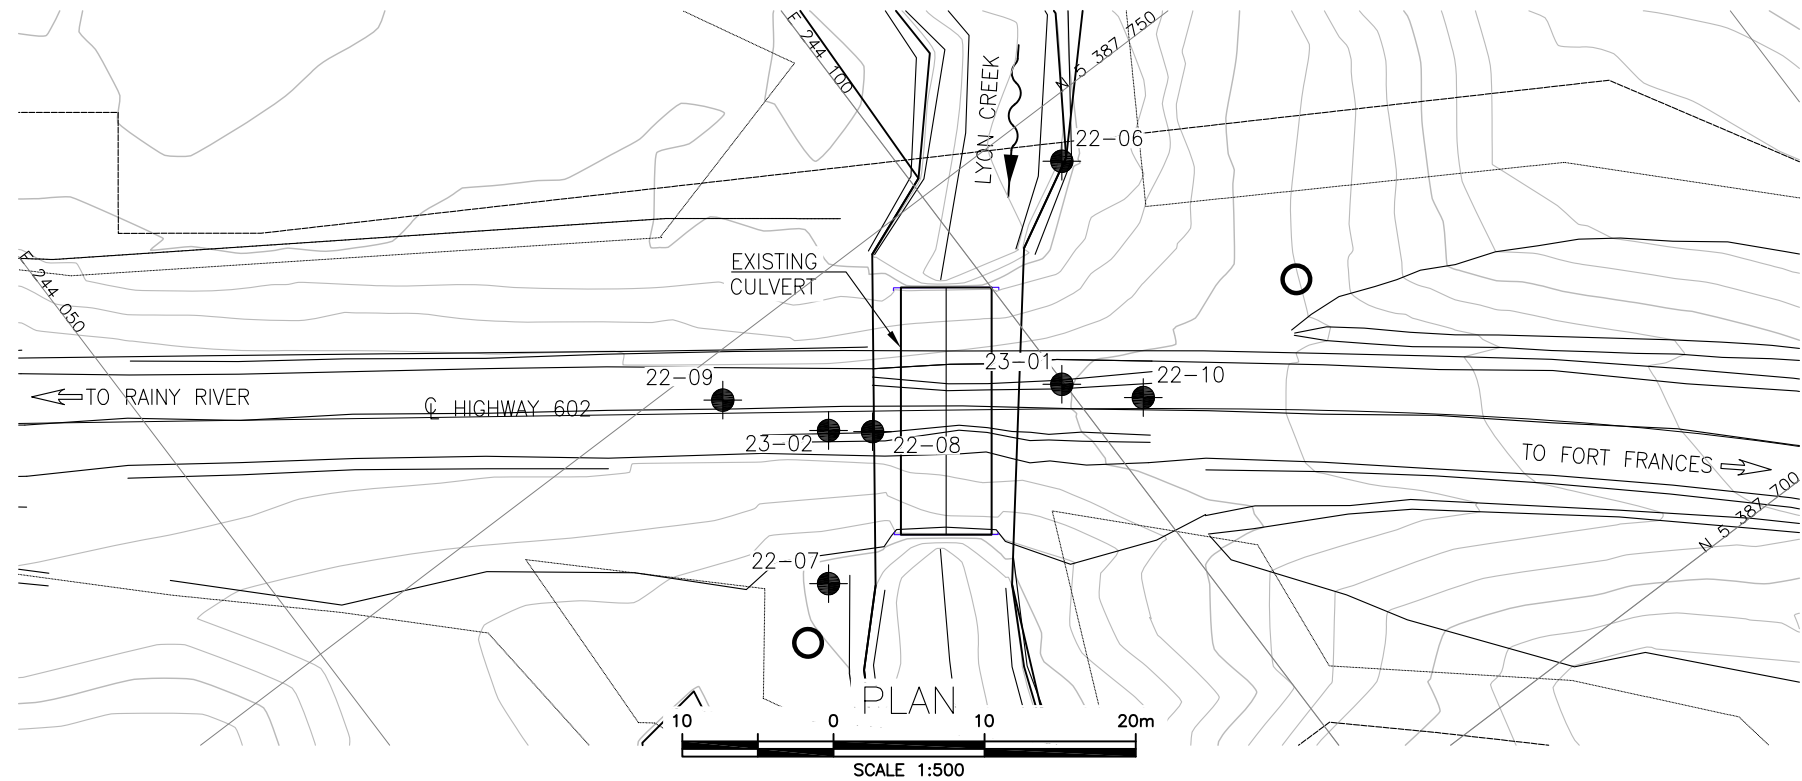 E 244 100
N 5 387 750
LYON CREEK
22-06
E 244 050
EXISTING
CULVERT
23-01
22-09
22-10
TO RAINY RIVER
℄ HIGHWAY 602
23-02
22-08
TO FORT FRANCES
N 5 387 700
22-07
PLAN
10 0 10 20m
SCALE 1:500